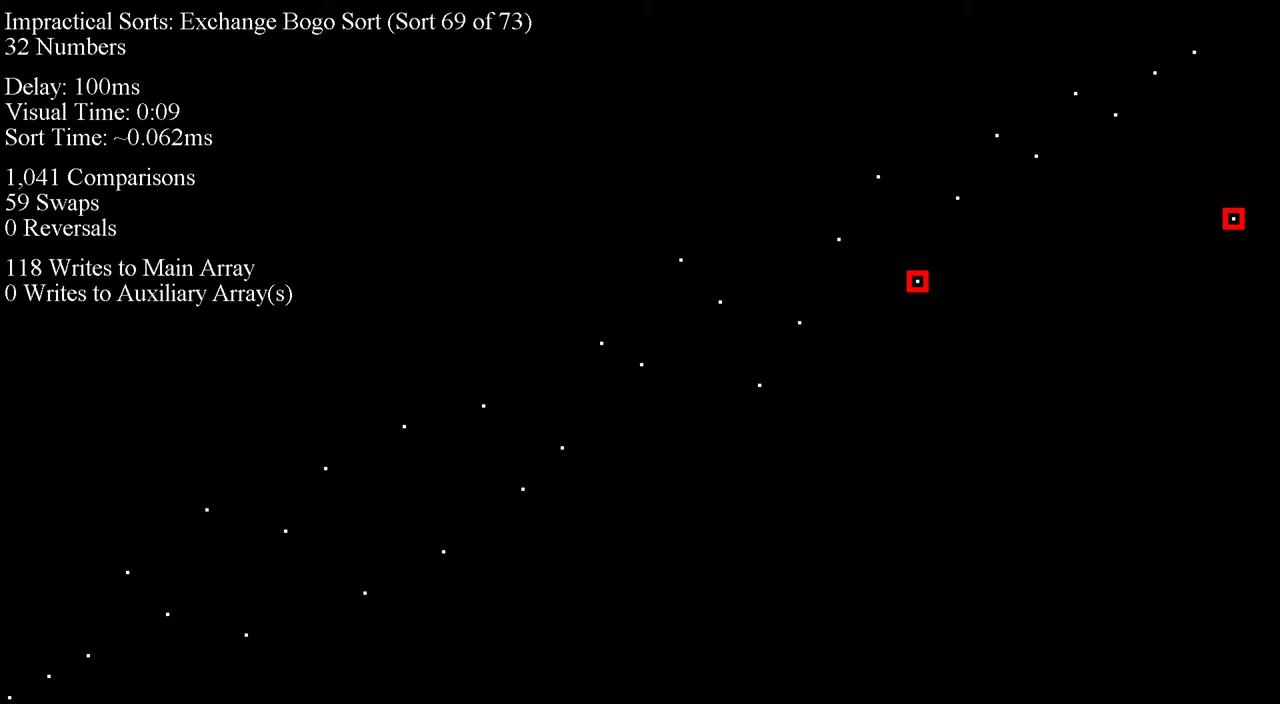 Impractical Sorts: Exchange Bogo Sort (Sort 69 of 73)
32 Numbers
Delay: 100ms
Visual Time: 0:09
Sort Time: ~0.062ms
1,041 Comparisons
59 Swaps
0 Reversals
118 Writes to Main Array
0 Writes to Auxiliary Array(s)